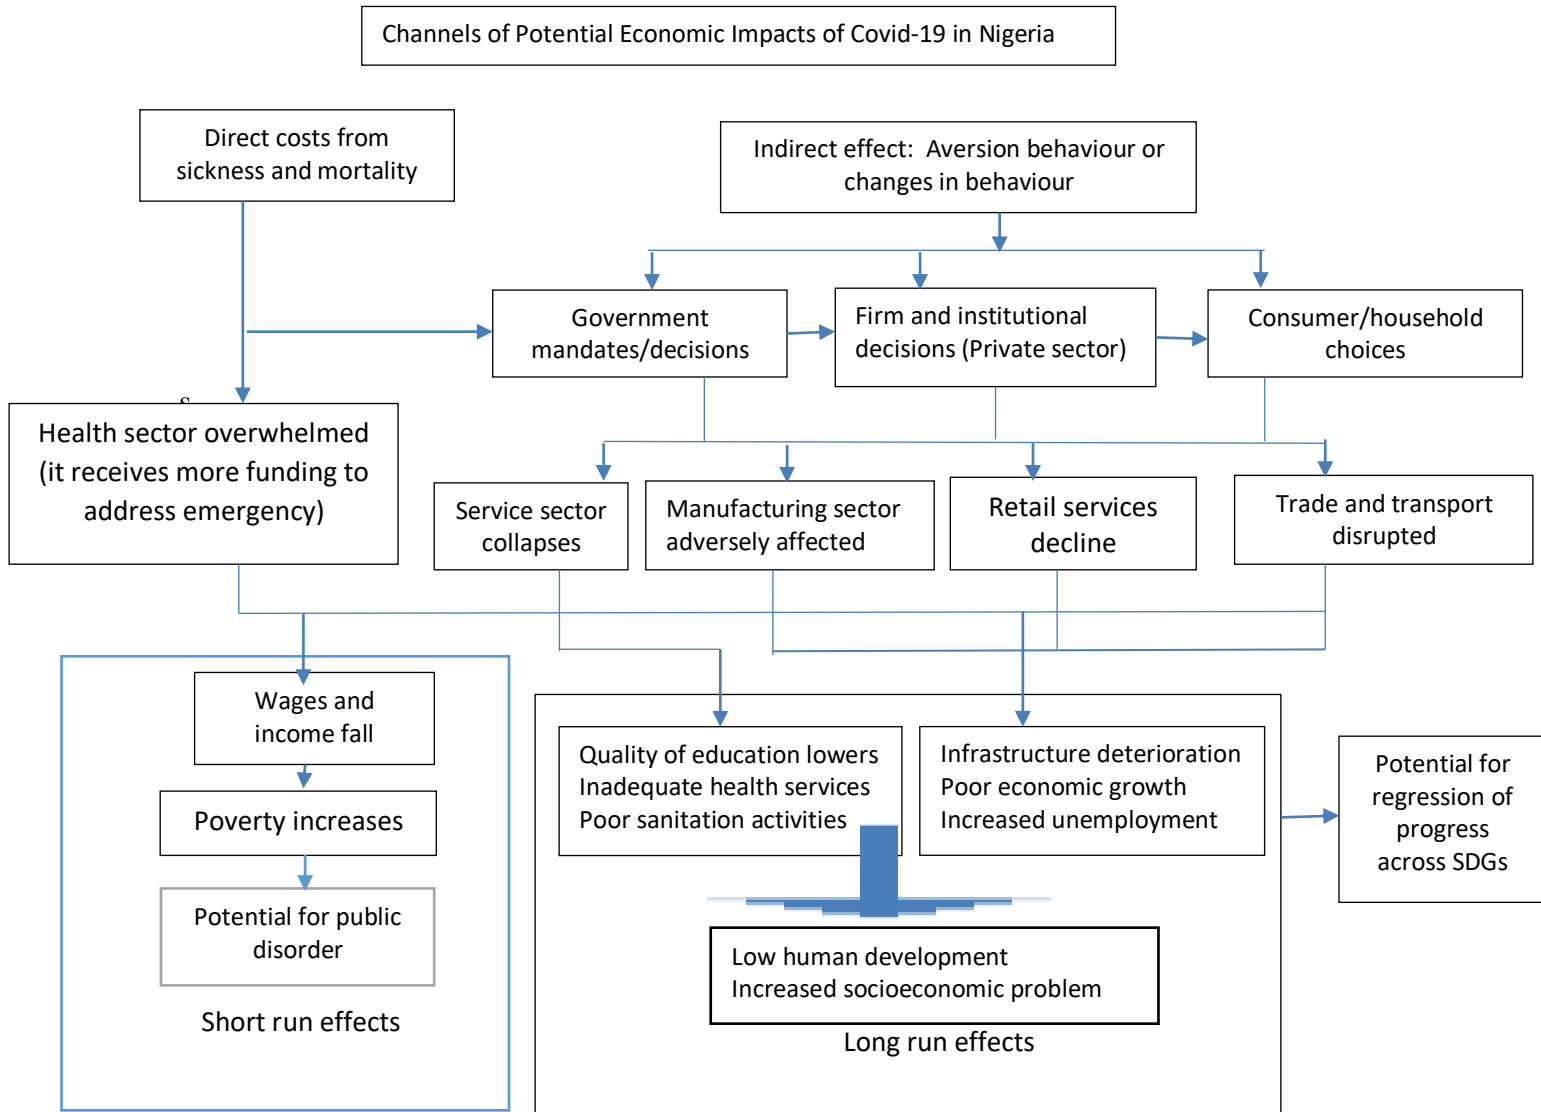 Channels of Potential Economic Impacts of Covid-19 in Nigeria
Direct costs from
sickness and mortality
Indirect effect:  Aversion behaviour or
changes in behaviour
Government
mandates/decisions
Firm and institutional
decisions (Private sector)
Consumer/household
choices
Health sector overwhelmed
(it receives more funding to
address emergency)
Service sector
collapses
Manufacturing sector
adversely affected
Retail services
decline
Trade and transport
disrupted
Wages and
income fall
Poverty increases
Potential for public
disorder
Short run effects
Quality of education lowers
Inadequate health services
Poor sanitation activities
Infrastructure deterioration
Poor economic growth
Increased unemployment
Low human development
Increased socioeconomic problem
Long run effects
Potential for
regression of
progress
across SDGs